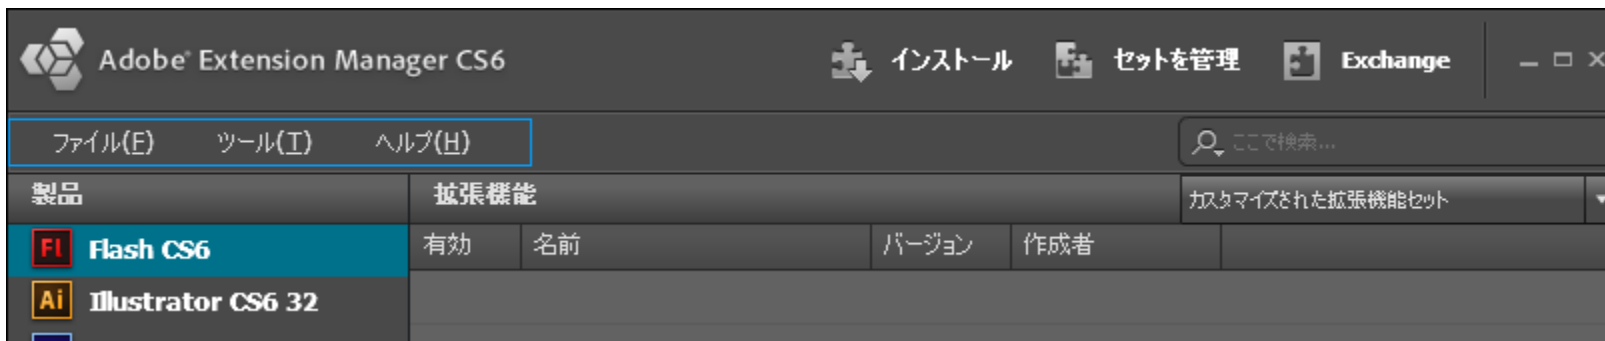 Adobe® Extension Manager CS6 インストール セットを管理 Exchange
ファイル(F) ツール(T) ヘルプ(H) ここで検索...
製品 拡張機能 カスタマイズされた拡張機能セット
Fl Flash CS6 有効 名前 バージョン 作成者
Ai Illustrator CS6 32